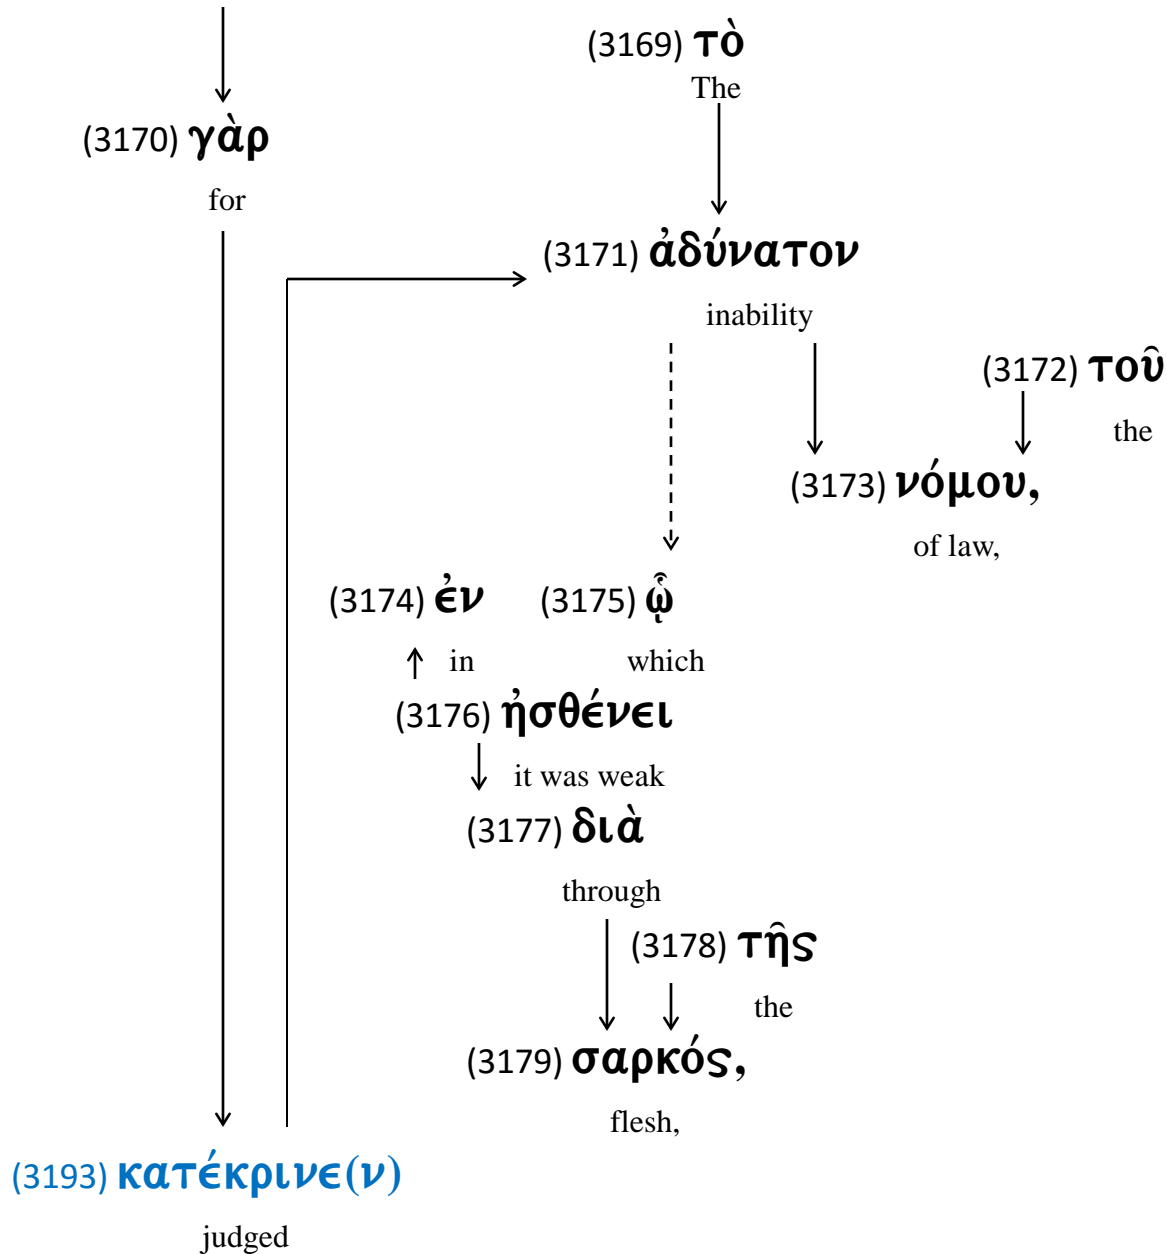 (3169) τὸ
The
(3170) γὰρ
for
(3171) ἀδύνατον
inability
(3172) τοῦ
the
(3173) νόμου,
of law,
(3174) ἐν (3175) ᾧ
in which
(3176) ἠσθένει
it was weak
(3177) διὰ
through
(3178) τῆς
the
(3179) σαρκός,
flesh,
(3193) κατέκρινε(ν)
judged